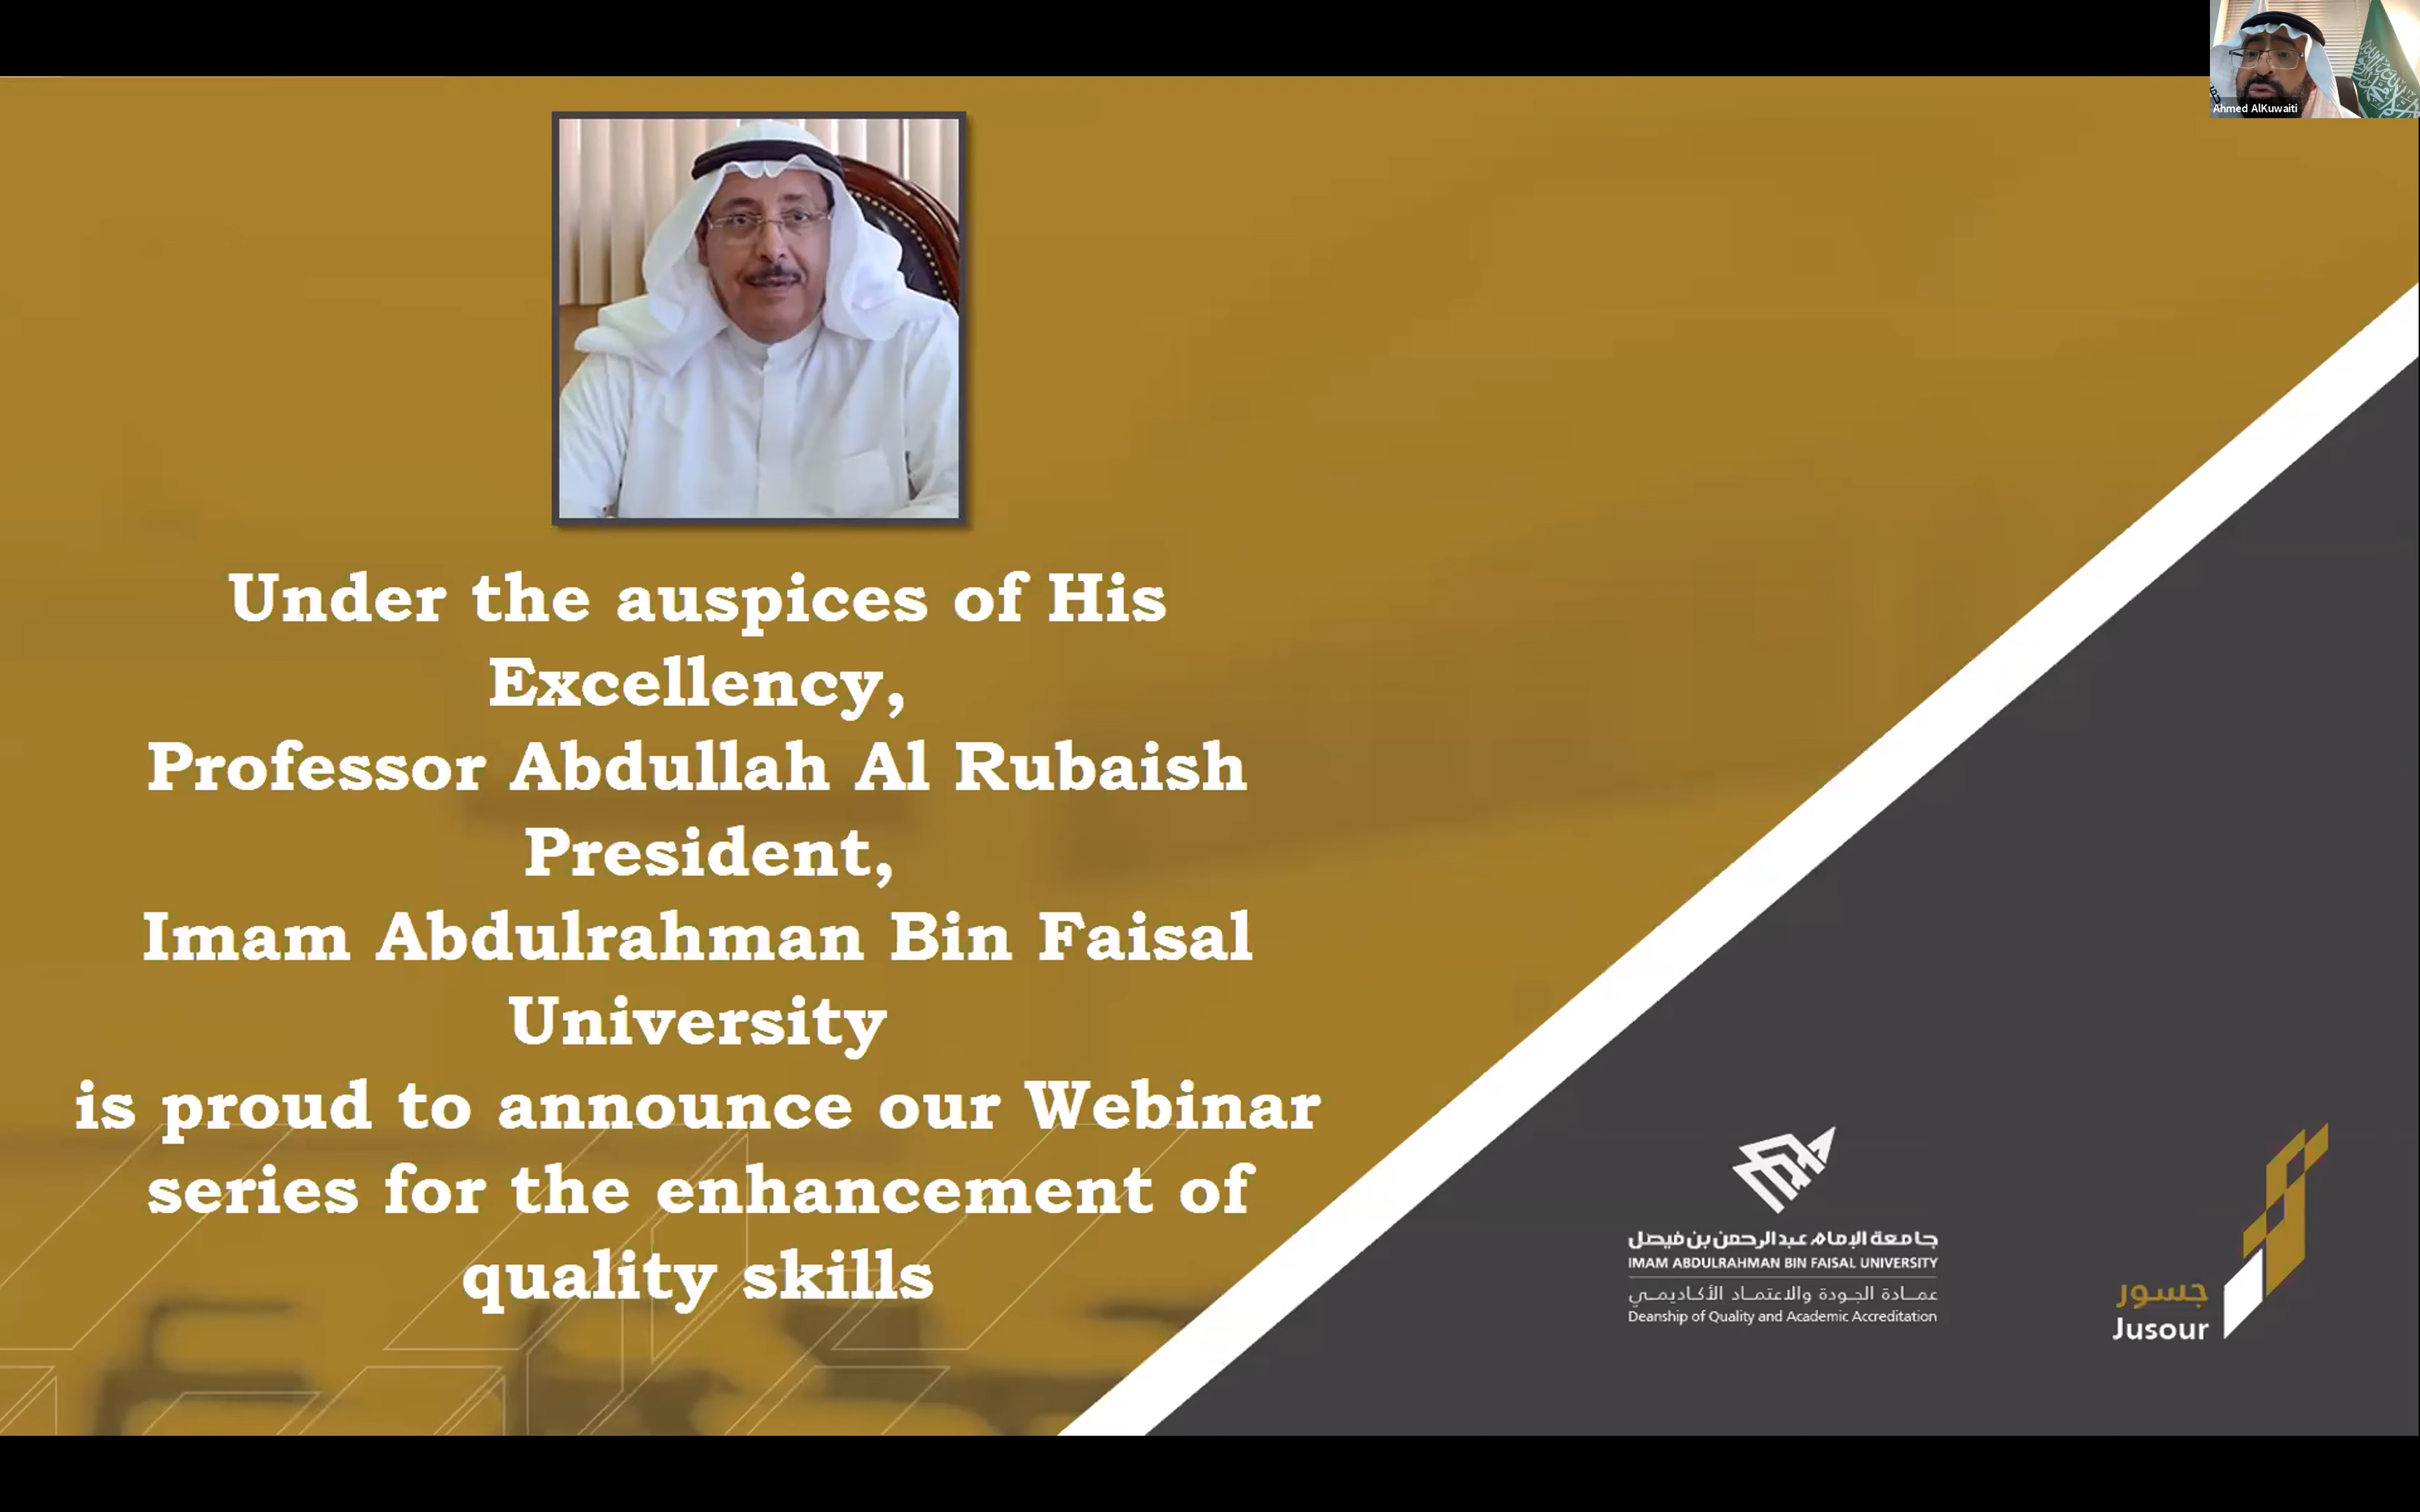 Ahmed AlKuwaiti
Under the auspices of His
Excellency,
Professor Abdullah Al Rubaish
President,
Imam Abdulrahman Bin Faisal
University
is proud to announce our Webinar
series for the enhancement of
quality skills
جامعة الإمام عبدالرحمن بن فيصل
IMAM ABDULRAHMAN BIN FAISAL UNIVERSITY
عمادة الجودة والاعتماد الأكاديمي
Deanship of Quality and Academic Accreditation
جسور
Jusour